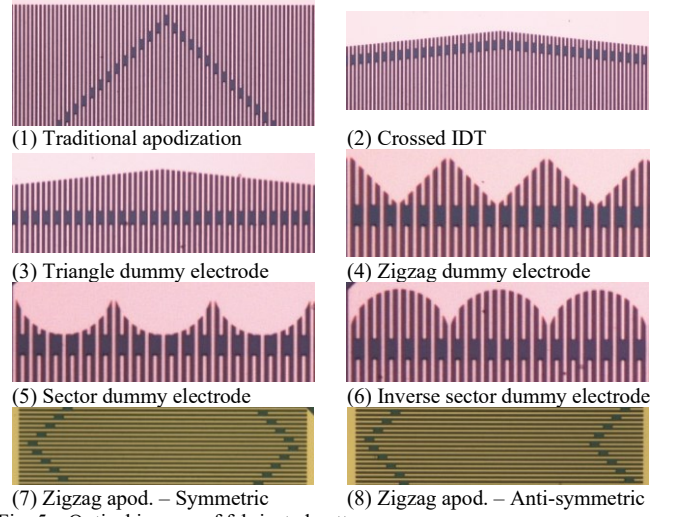 (1) Traditional apodization
(2) Crossed IDT
(3) Triangle dummy electrode
(4) Zigzag dummy electrode
(5) Sector dummy electrode
(6) Inverse sector dummy electrode
(7) Zigzag apod. – Symmetric
(8) Zigzag apod. – Anti-symmetric